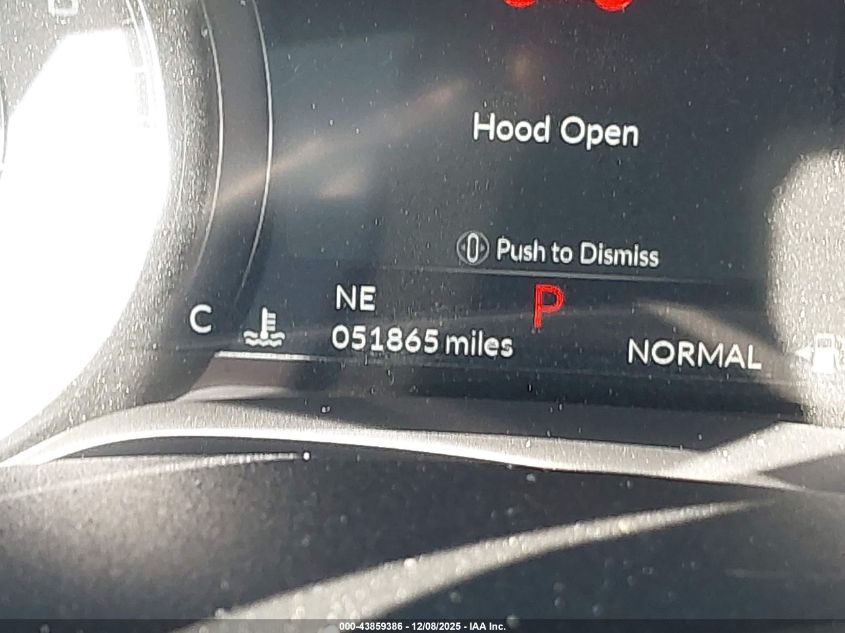 Hood Open
Push to Dismiss
NE
P
C
051865 miles
NORMAL
000-43859386 - 12/08/2025 - IAA Inc.